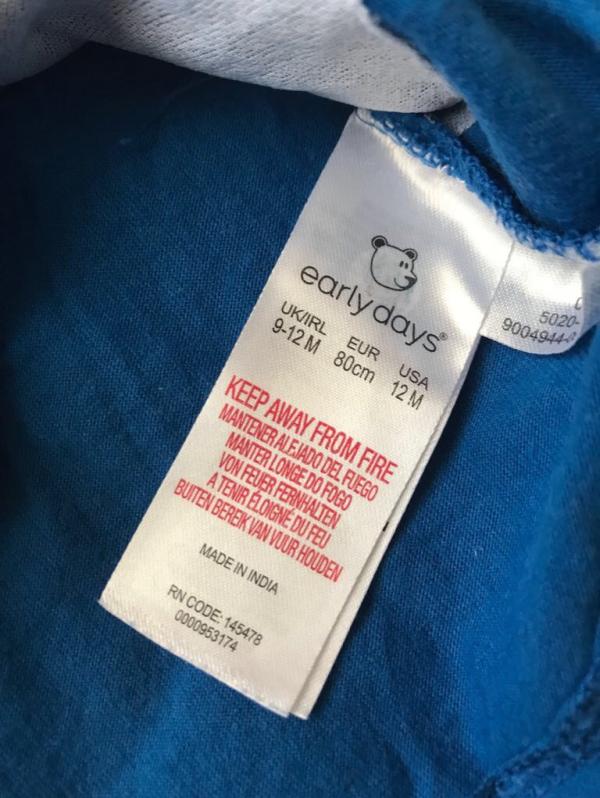 early days®
UK/IRL EUR USA
9-12 M 80cm 12 M
KEEP AWAY FROM FIRE
MANTENER ALEJADO DEL FUEGO
MANTER LONGE DO FOGO
VON FEUER FERNHALTEN
A TENIR ÉLOIGNÉ DU FEU
BUITEN BEREIK VAN VUUR HOUDEN
MADE IN INDIA
RN CODE: 145478
0000953174
5020-
9004944-